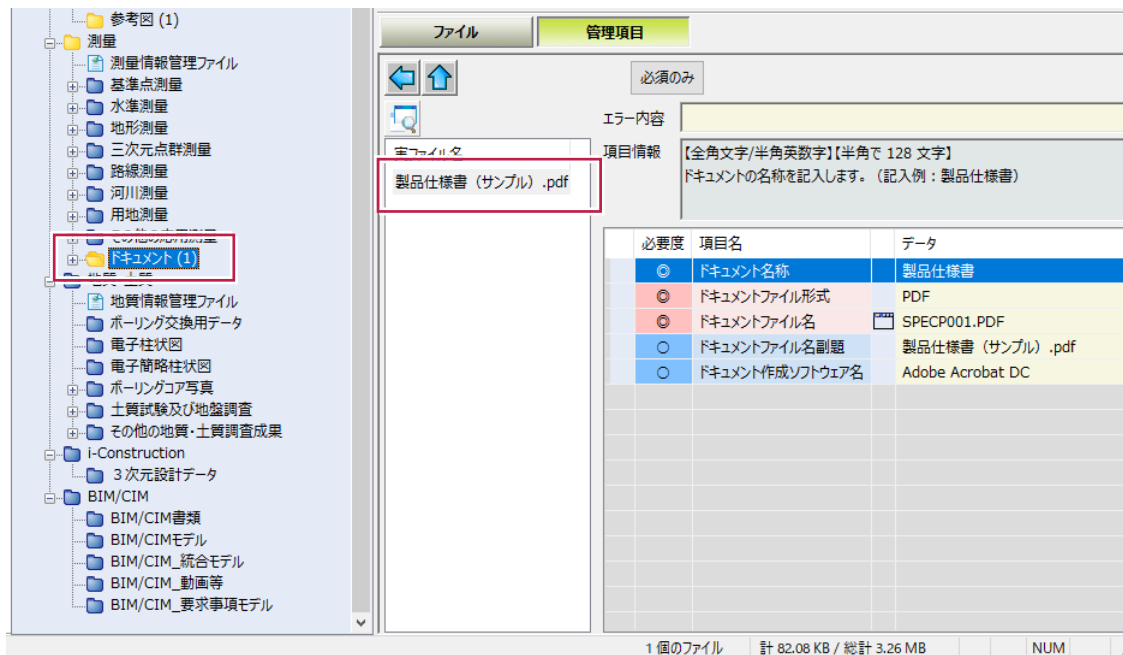 参考図 (1)
測量
測量情報管理ファイル
基準点測量
水準測量
地形測量
三次元点群測量
路線測量
河川測量
用地測量
その他の応用測量
ドキュメント (1)
地質・土質
地質情報管理ファイル
ボーリング交換用データ
電子柱状図
電子簡略柱状図
ボーリングコア写真
土質試験及び地盤調査
その他の地質・土質調査成果
i-Construction
３次元設計データ
BIM/CIM
BIM/CIM書類
BIM/CIMモデル
BIM/CIM_統合モデル
BIM/CIM_動画等
BIM/CIM_要求事項モデル
ファイル 管理項目
必須のみ
実ファイル名
製品仕様書（サンプル）.pdf
エラー内容
項目情報 【全角文字/半角英数字】【半角で 128 文字】
ドキュメントの名称を記入します。（記入例：製品仕様書）
必要度 項目名 データ
◎ ドキュメント名称 製品仕様書
◎ ドキュメントファイル形式 PDF
◎ ドキュメントファイル名 SPECP001.PDF
○ ドキュメントファイル名副題 製品仕様書（サンプル）.pdf
○ ドキュメント作成ソフトウェア名 Adobe Acrobat DC
1 個のファイル 計 82.08 KB / 総計 3.26 MB NUM